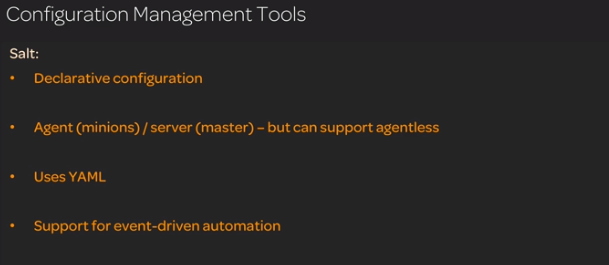 Configuration Management Tools
Salt:
• Declarative configuration
• Agent (minions) / server (master) – but can support agentless
• Uses YAML
• Support for event-driven automation